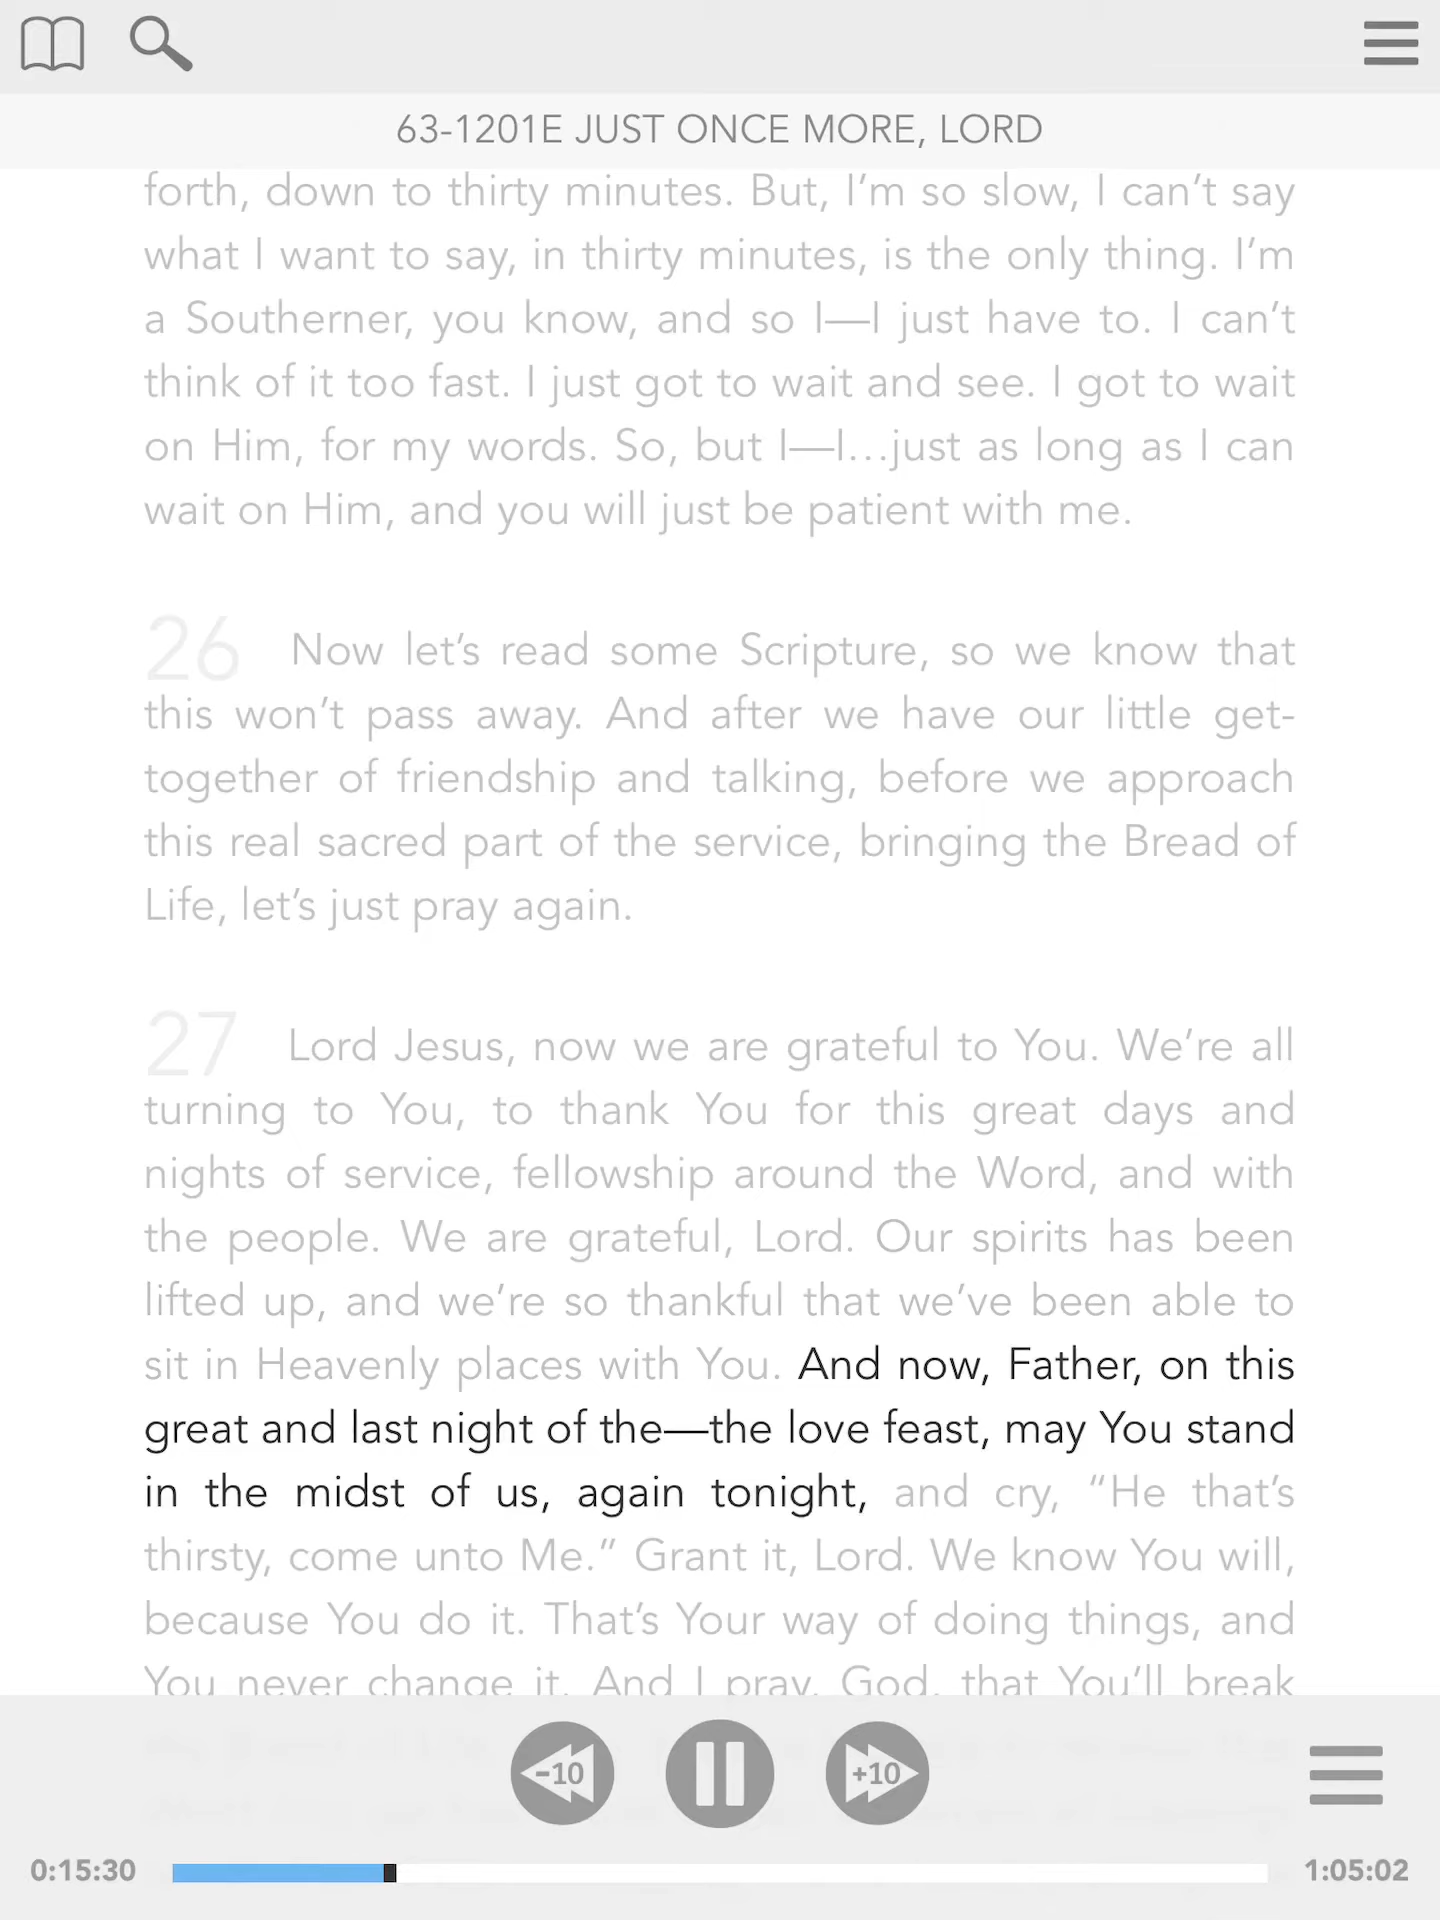 63-1201E JUST ONCE MORE, LORD
forth, down to thirty minutes. But, I’m so slow, I can’t say
what I want to say, in thirty minutes, is the only thing. I’m
a Southerner, you know, and so I—I just have to. I can’t
think of it too fast. I just got to wait and see. I got to wait
on Him, for my words. So, but I—I…just as long as I can
wait on Him, and you will just be patient with me.
26 Now let’s read some Scripture, so we know that
this won’t pass away. And after we have our little get-
together of friendship and talking, before we approach
this real sacred part of the service, bringing the Bread of
Life, let’s just pray again.
27 Lord Jesus, now we are grateful to You. We’re all
turning to You, to thank You for this great days and
nights of service, fellowship around the Word, and with
the people. We are grateful, Lord. Our spirits has been
lifted up, and we’re so thankful that we’ve been able to
sit in Heavenly places with You. And now, Father, on this
great and last night of the—the love feast, may You stand
in the midst of us, again tonight, and cry, “He that’s
thirsty, come unto Me.” Grant it, Lord. We know You will,
because You do it. That’s Your way of doing things, and
You never change it. And I pray, God, that You’ll break
-10 +10
0:15:30 1:05:02